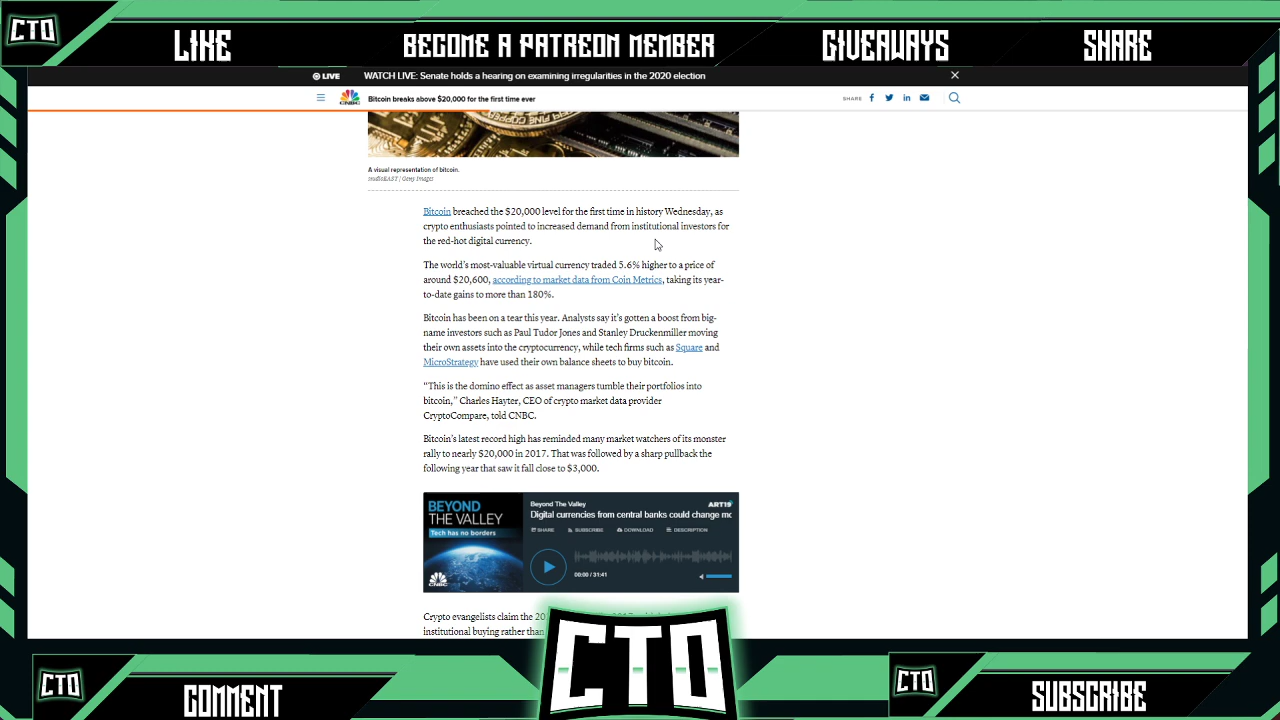 CTO
LIKE
BECOME A PATREON MEMBER
GIVEAWAYS
SHARE
LIVE
WATCH LIVE: Senate holds a hearing on examining irregularities in the 2020 election
CNBC
Bitcoin breaks above $20,000 for the first time ever
SHARE
A visual representation of bitcoin.
studioEAST | Getty Images
Bitcoin breached the $20,000 level for the first time in history Wednesday, as
crypto enthusiasts pointed to increased demand from institutional investors for
the red-hot digital currency.
The world's most-valuable virtual currency traded 5.6% higher to a price of
around $20,600, according to market data from Coin Metrics, taking its year-
to-date gains to more than 180%.
Bitcoin has been on a tear this year. Analysts say it's gotten a boost from big-
name investors such as Paul Tudor Jones and Stanley Druckenmiller moving
their own assets into the cryptocurrency, while tech firms such as Square and
MicroStrategy have used their own balance sheets to buy bitcoin.
“This is the domino effect as asset managers tumble their portfolios into
bitcoin,” Charles Hayter, CEO of crypto market data provider
CryptoCompare, told CNBC.
Bitcoin's latest record high has reminded many market watchers of its monster
rally to nearly $20,000 in 2017. That was followed by a sharp pullback the
following year that saw it fall close to $3,000.
BEYOND
THE VALLEY
Tech has no borders
CNBC
Beyond The Valley
ART19
Digital currencies from central banks could change mo
SHARE SUBSCRIBE DOWNLOAD DESCRIPTION
00:00 / 31:41
Crypto evangelists claim the 20
institutional buying rather than
CTO
CTO
COMMENT
CTO
SUBSCRIBE